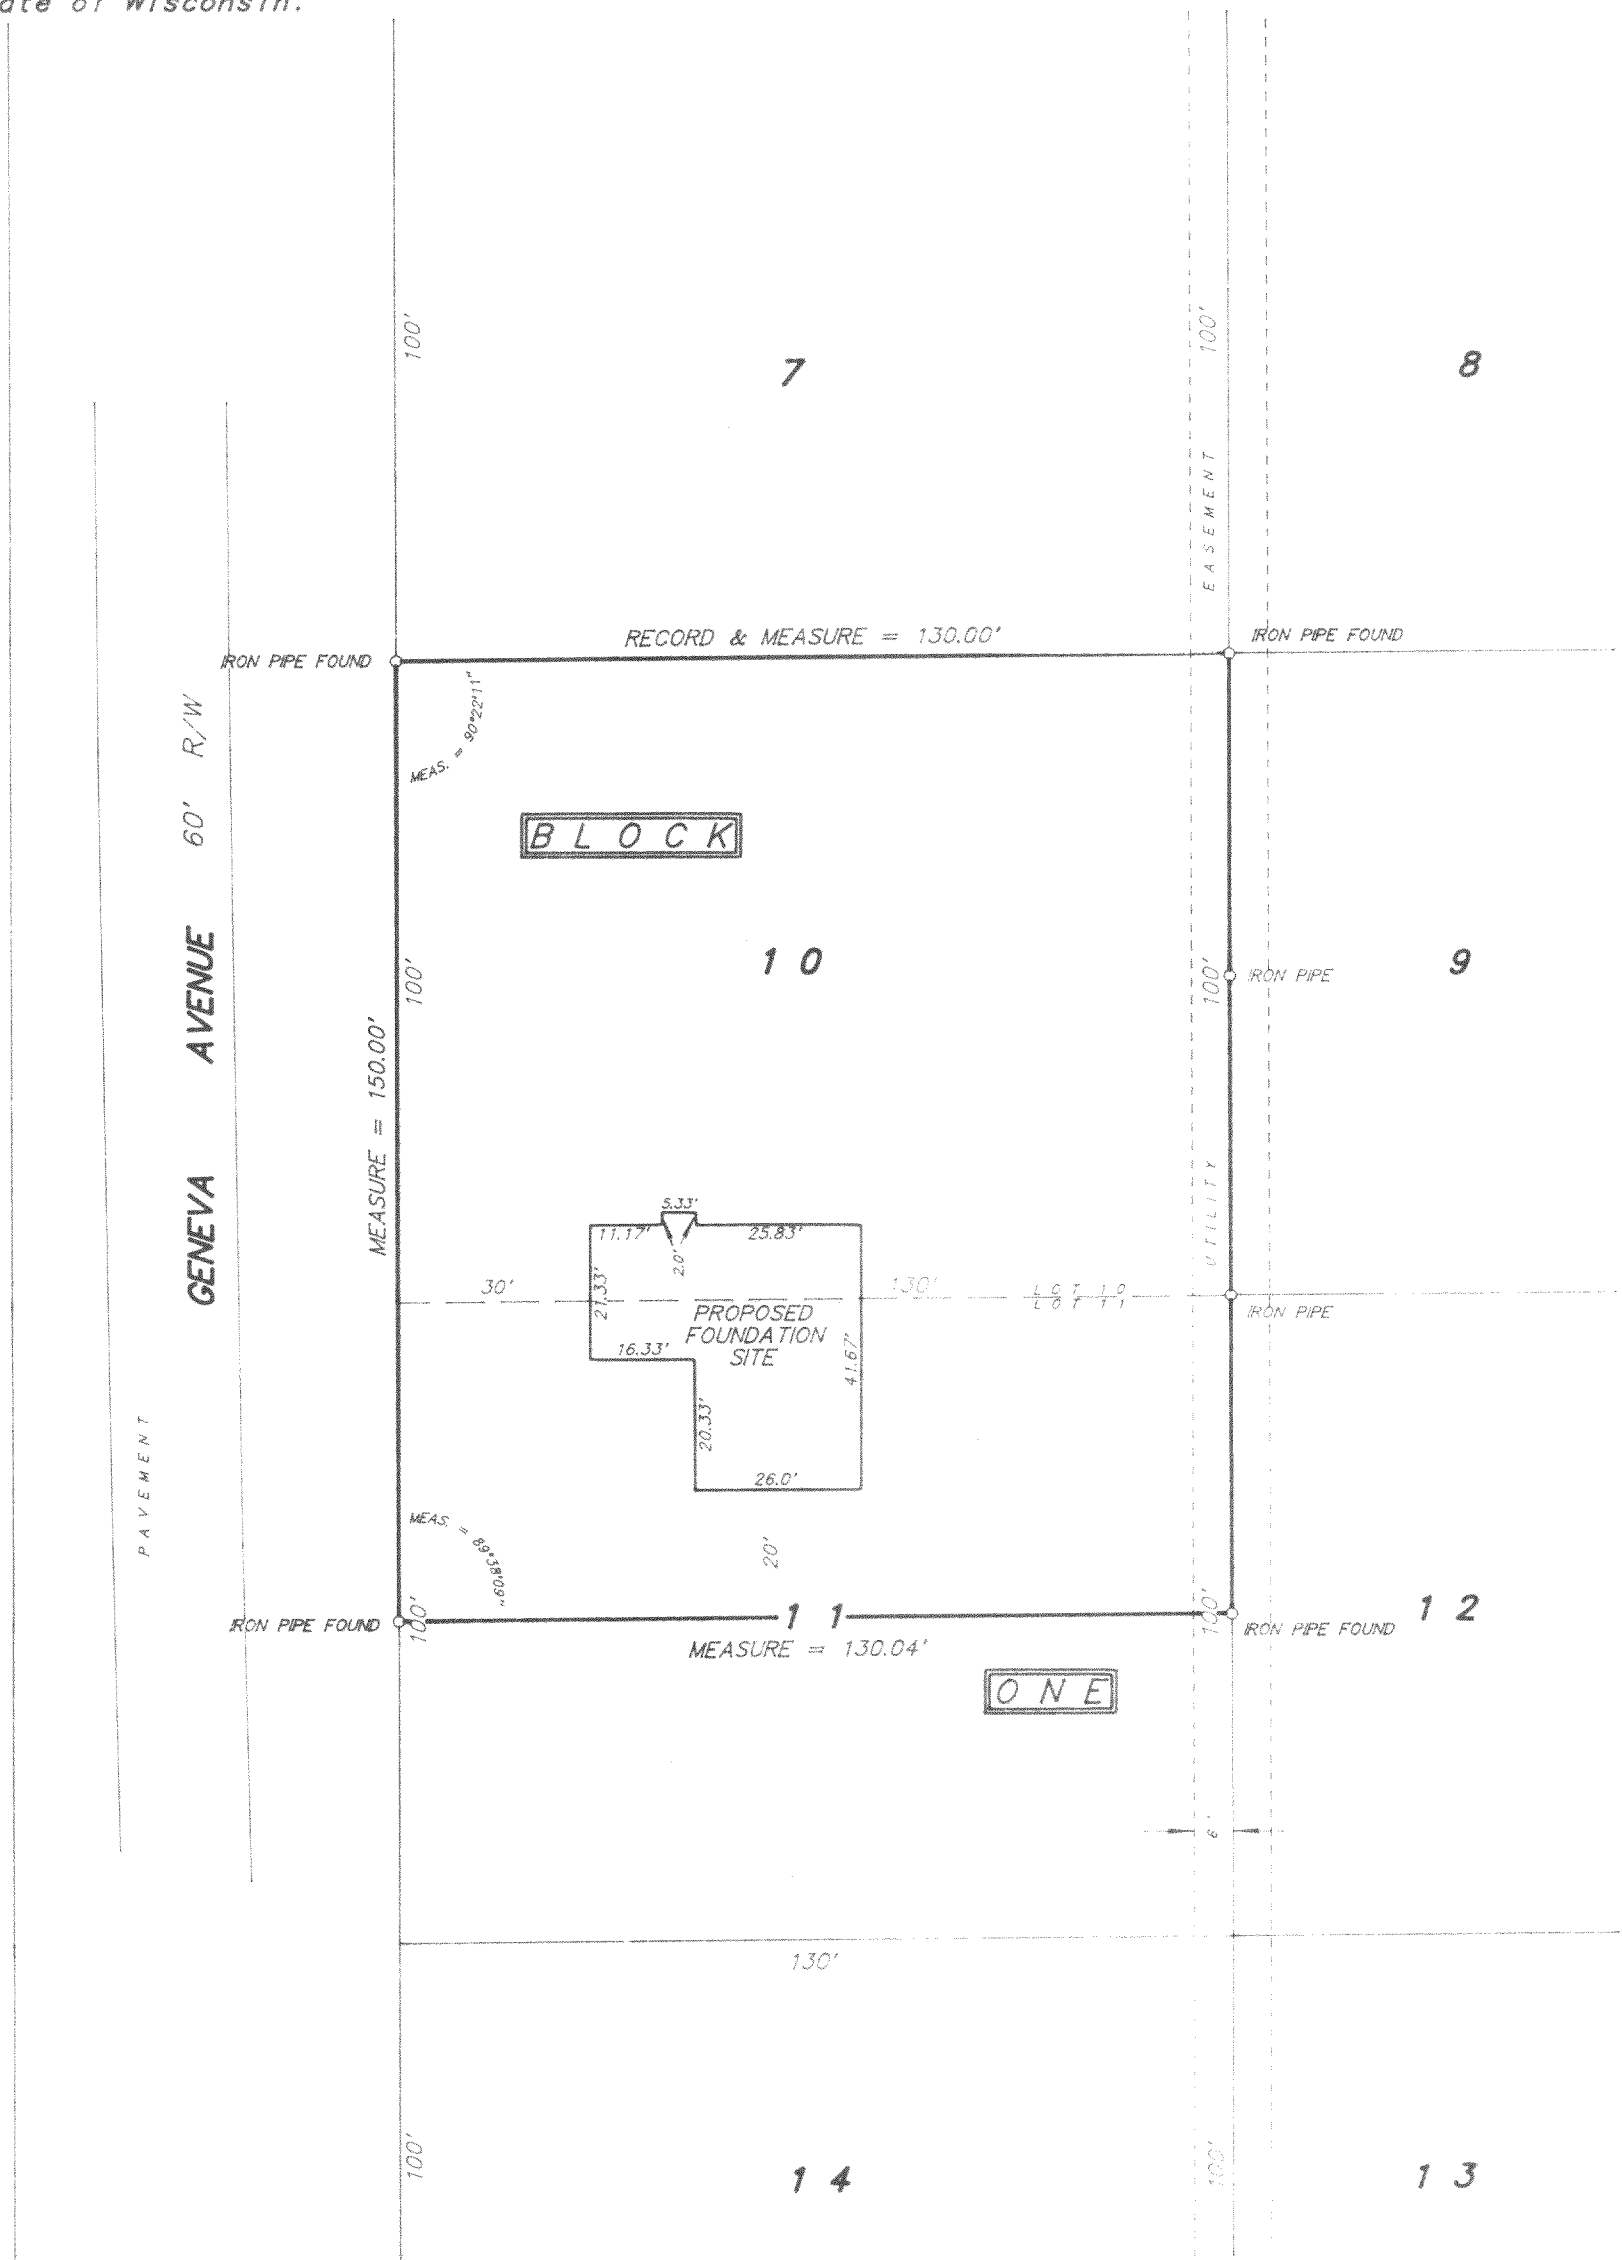 ate of Wisconsin.
100'
7
100'
8
EASEMENT
RECORD & MEASURE = 130.00'
IRON PIPE FOUND
IRON PIPE FOUND
MEAS. = 90°22'11"
GENEVA AVENUE 60' R/W
BLOCK
10
9
100'
100'
IRON PIPE
MEASURE = 150.00'
UTILITY
5.33'
11.17'
25.83'
2.0'
21.33'
30'
130'
LOT 10
LOT 11
IRON PIPE
PROPOSED
FOUNDATION
SITE
16.33'
41.67'
20.33'
26.0'
PAVEMENT
MEAS. = 89°38'09"
20'
IRON PIPE FOUND
100'
11
100'
12
IRON PIPE FOUND
MEASURE = 130.04'
ONE
6'
130'
100'
14
100'
13